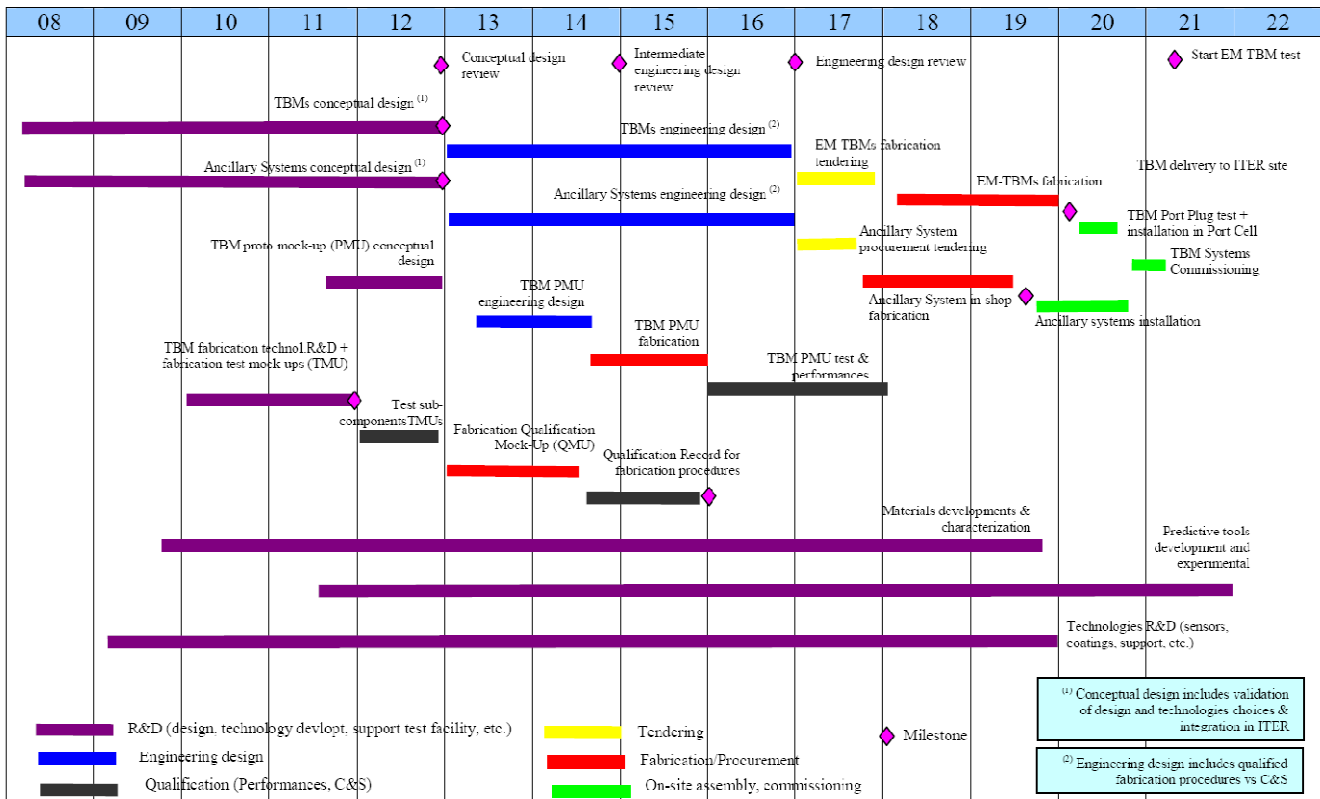 08 09 10 11 12 13 14 15 16 17 18 19 20 21 22
Conceptual design
review
Intermediate
engineering design
review
Engineering design review
Start EM TBM test
TBMs conceptual design (1)
TBMs engineering design (2)
EM TBMs fabrication
tendering
TBM delivery to ITER site
Ancillary Systems conceptual design (1)
EM-TBMs fabrication
Ancillary Systems engineering design (2)
TBM Port Plug test +
installation in Port Cell
Ancillary System
procurement tendering
TBM proto mock-up (PMU) conceptual
design
TBM Systems
Commissioning
TBM PMU
engineering design
Ancillary System in shop
fabrication
Ancillary systems installation
TBM PMU
fabrication
TBM fabrication technol.R&D +
fabrication test mock ups (TMU)
TBM PMU test &
performances
Test sub-
componentsTMUs
Fabrication Qualification
Mock-Up (QMU)
Qualification Record for
fabrication procedures
Materials developments &
characterization
Predictive tools
development and
experimental
Technologies R&D (sensors,
coatings, support, etc.)
R&D (design, technology devlopt, support test facility, etc.)
Engineering design
Qualification (Performances, C&S)
Tendering
Fabrication/Procurement
On-site assembly, commissioning
Milestone
(1) Conceptual design includes validation
of design and technologies choices &
integration in ITER
(2) Engineering design includes qualified
fabrication procedures vs C&S